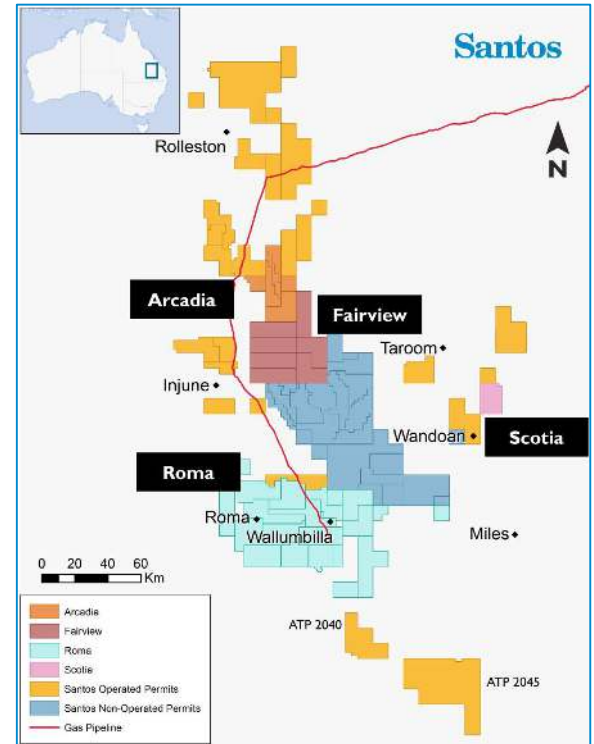 Santos
Rolleston
N
Arcadia
Fairview
Taroom
Injune
Wandoan
Scotia
Roma
Roma
Wallumbilla
Miles
0 20 40 60
Km
ATP 2040
ATP 2045
Arcadia
Fairview
Roma
Scotia
Santos Operated Permits
Santos Non-Operated Permits
Gas Pipeline